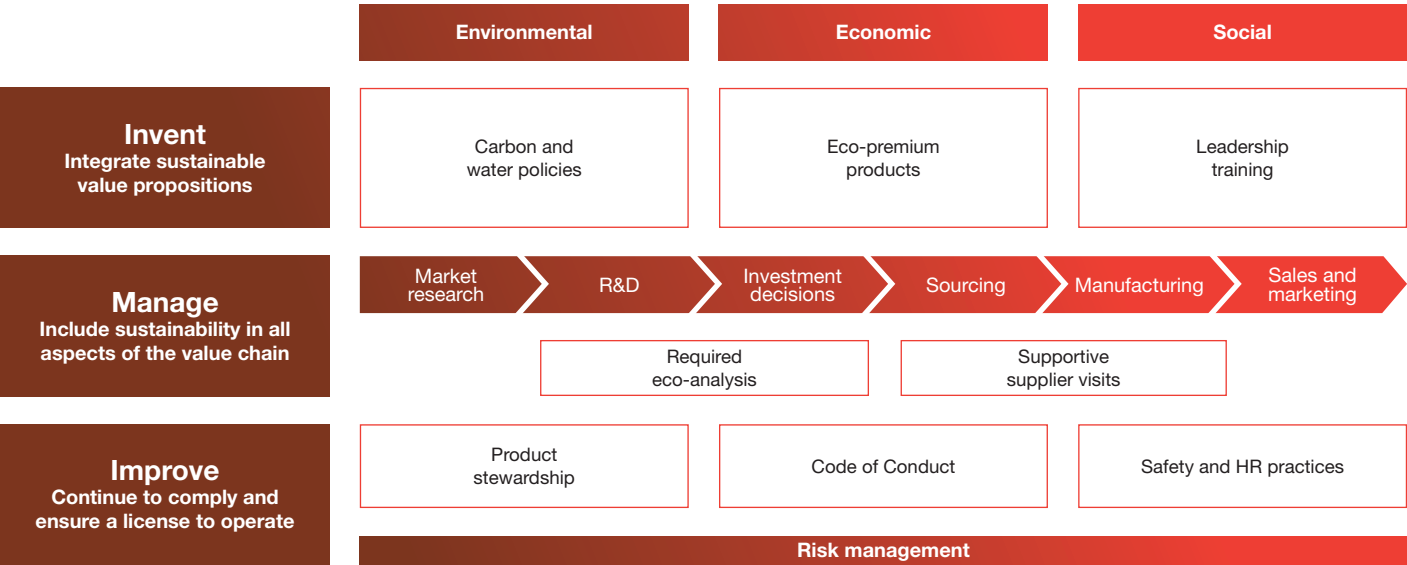 Environmental
Economic
Social
Invent
Integrate sustainable
value propositions
Carbon and
water policies
Eco-premium
products
Leadership
training
Manage
Include sustainability in all
aspects of the value chain
Market
research
R&D
Investment
decisions
Sourcing
Manufacturing
Sales and
marketing
Required
eco-analysis
Supportive
supplier visits
Improve
Continue to comply and
ensure a license to operate
Product
stewardship
Code of Conduct
Safety and HR practices
Risk management